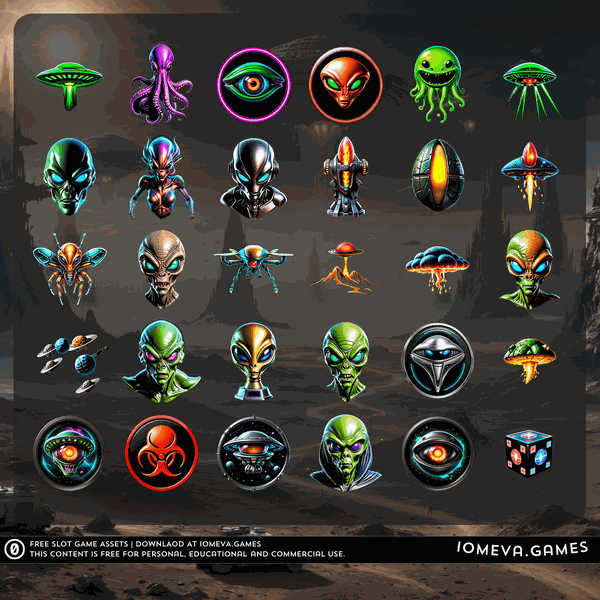 FREE SLOT GAME ASSETS | DOWNLAOD AT IOMEVA.GAMES
THIS CONTENT IS FREE FOR PERSONAL, EDUCATIONAL AND COMMERCIAL USE.
IOMEVA.GAMES